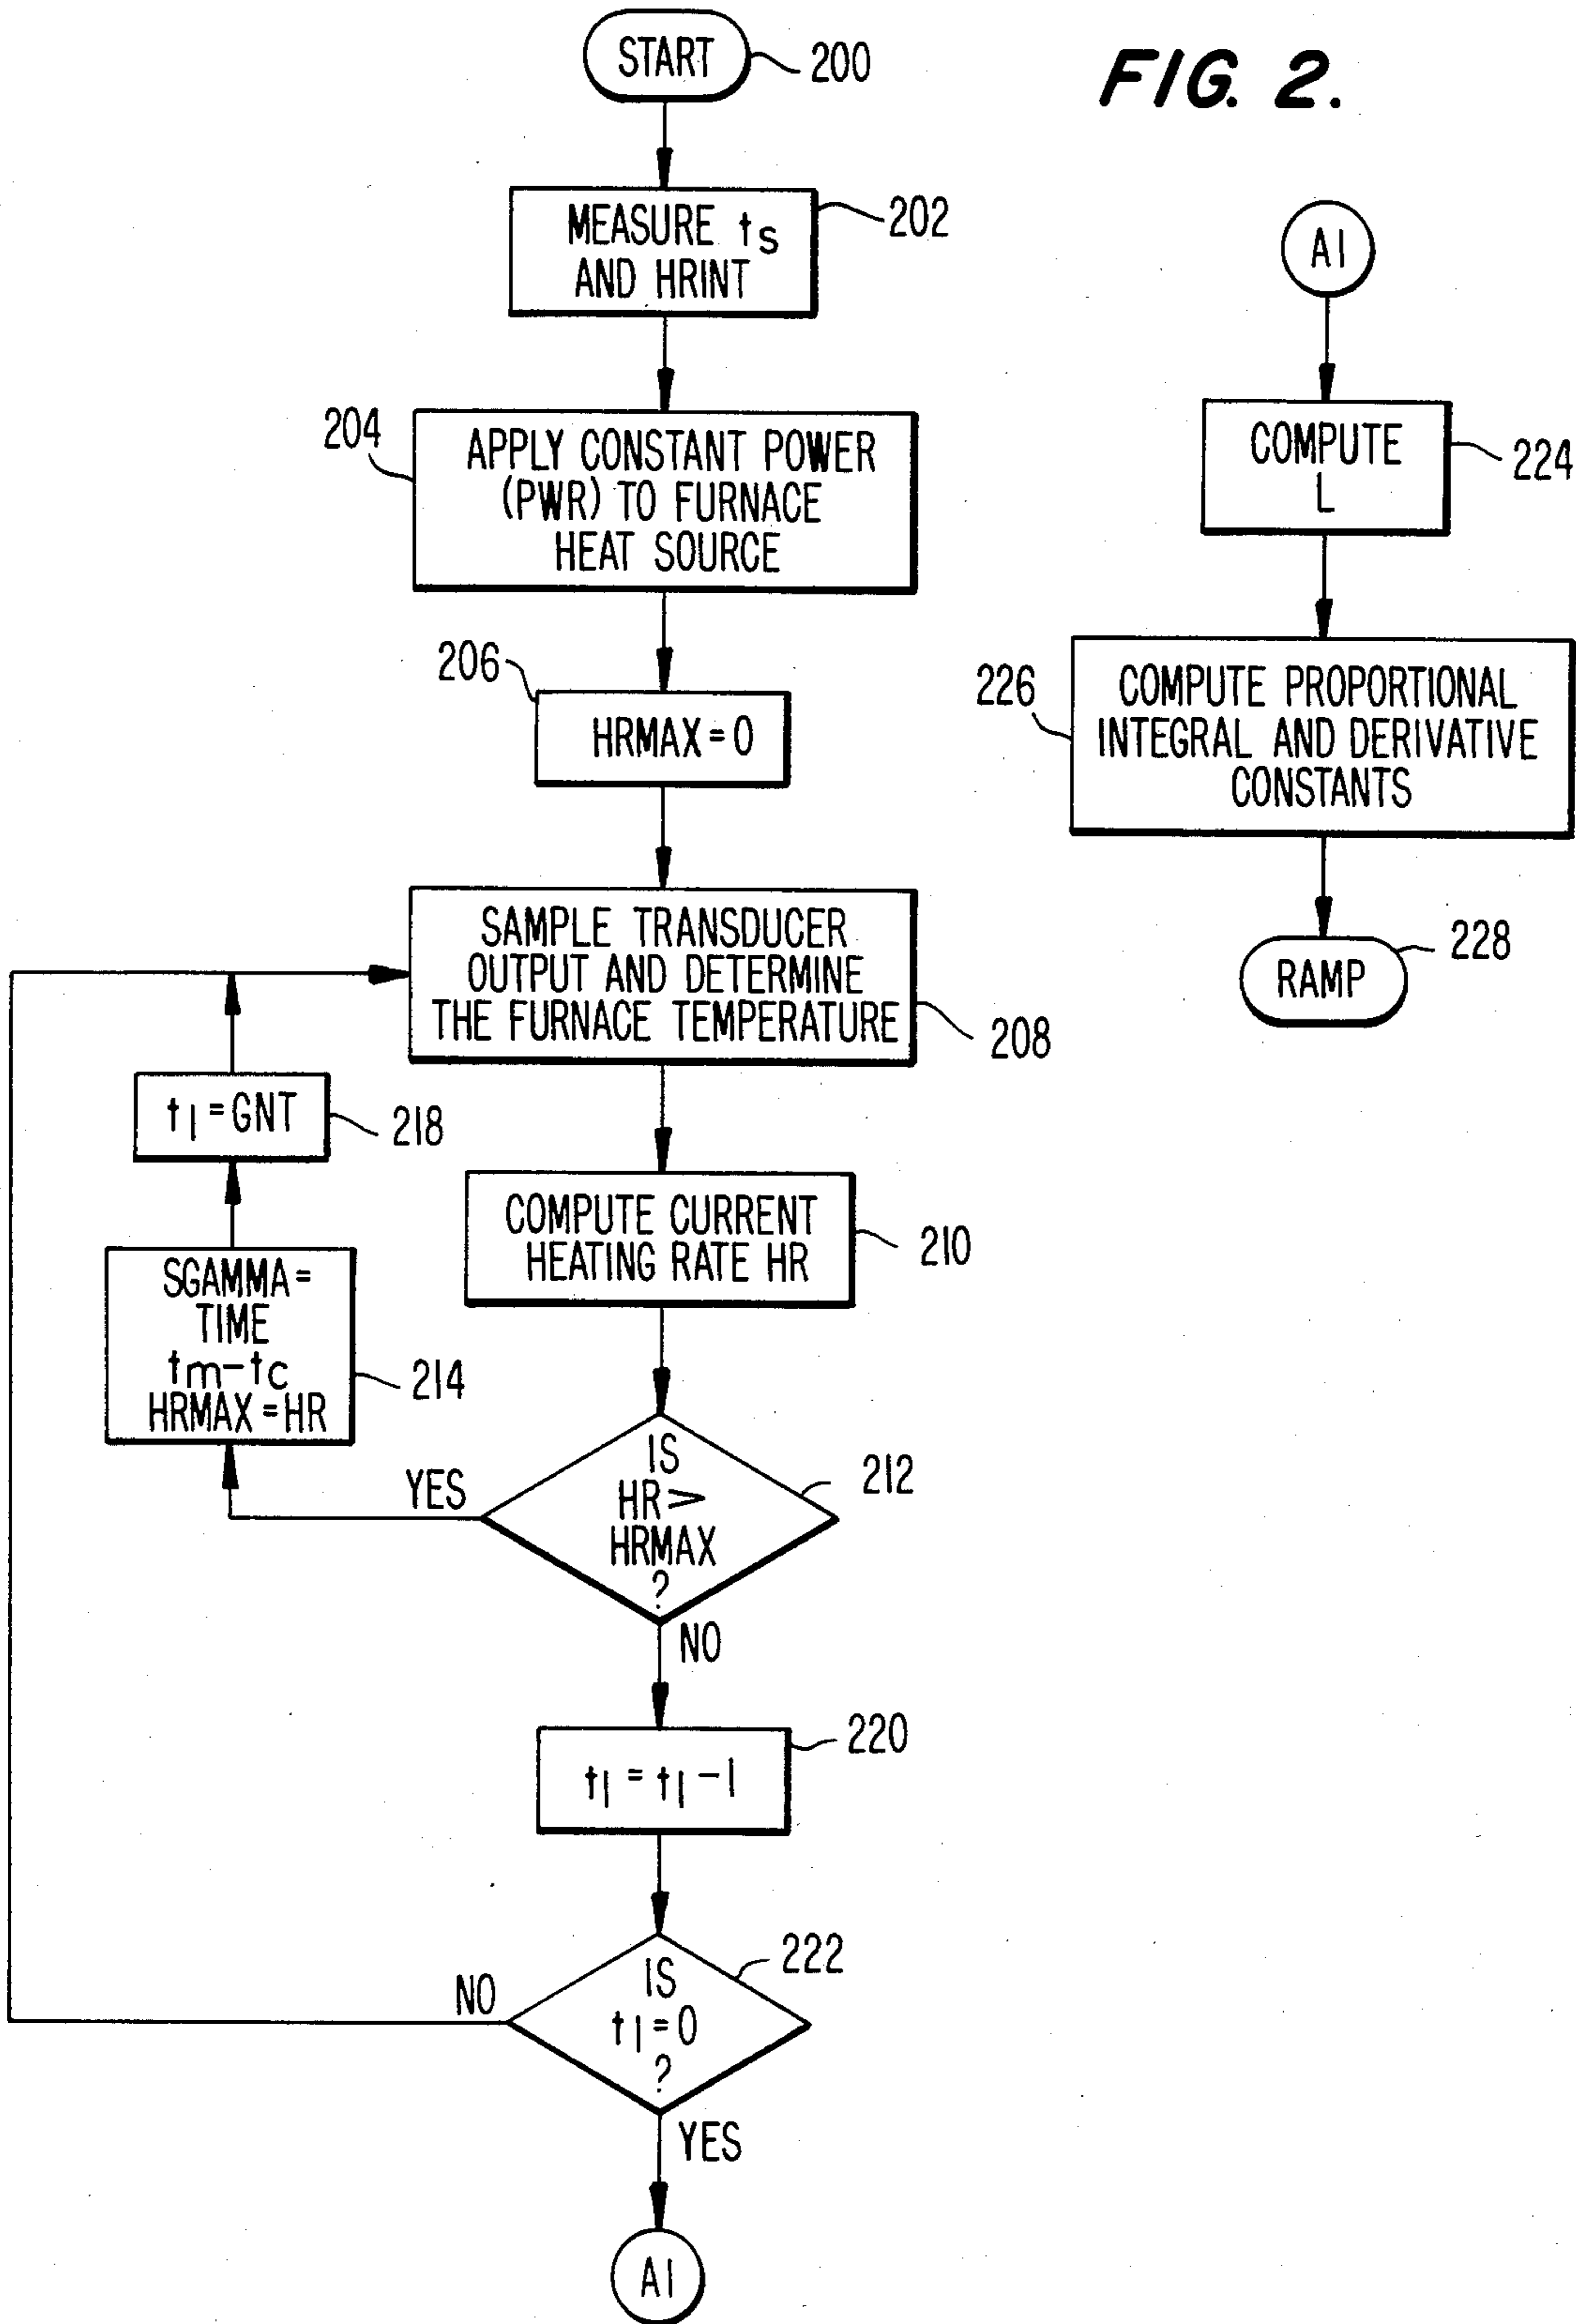 FIG. 2.
START
200
MEASURE ts
AND HRINT
202
204
APPLY CONSTANT POWER
(PWR) TO FURNACE
HEAT SOURCE
206
HRMAX = 0
SAMPLE TRANSDUCER
OUTPUT AND DETERMINE
THE FURNACE TEMPERATURE
208
t1 = GNT
218
COMPUTE CURRENT
HEATING RATE HR
210
SGAMMA =
TIME
tm-tc
HRMAX = HR
214
YES
IS
HR >
HRMAX
?
212
NO
220
t1 = t1 - 1
222
NO
IS
t1 = 0
?
YES
A1
A1
COMPUTE
L
224
226
COMPUTE PROPORTIONAL
INTEGRAL AND DERIVATIVE
CONSTANTS
228
RAMP